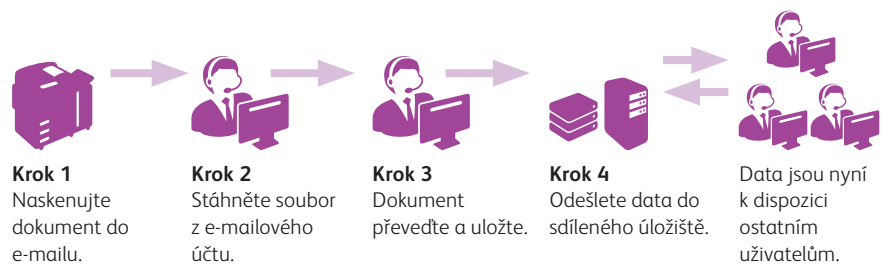 Krok 1
Naskenujte
dokument do
e-mailu.
Krok 2
Stáhněte soubor
z e-mailového
účtu.
Krok 3
Dokument
převeďte a uložte.
Krok 4
Odešlete data do
sdíleného úložiště.
Data jsou nyní
k dispozici
ostatním
uživatelům.